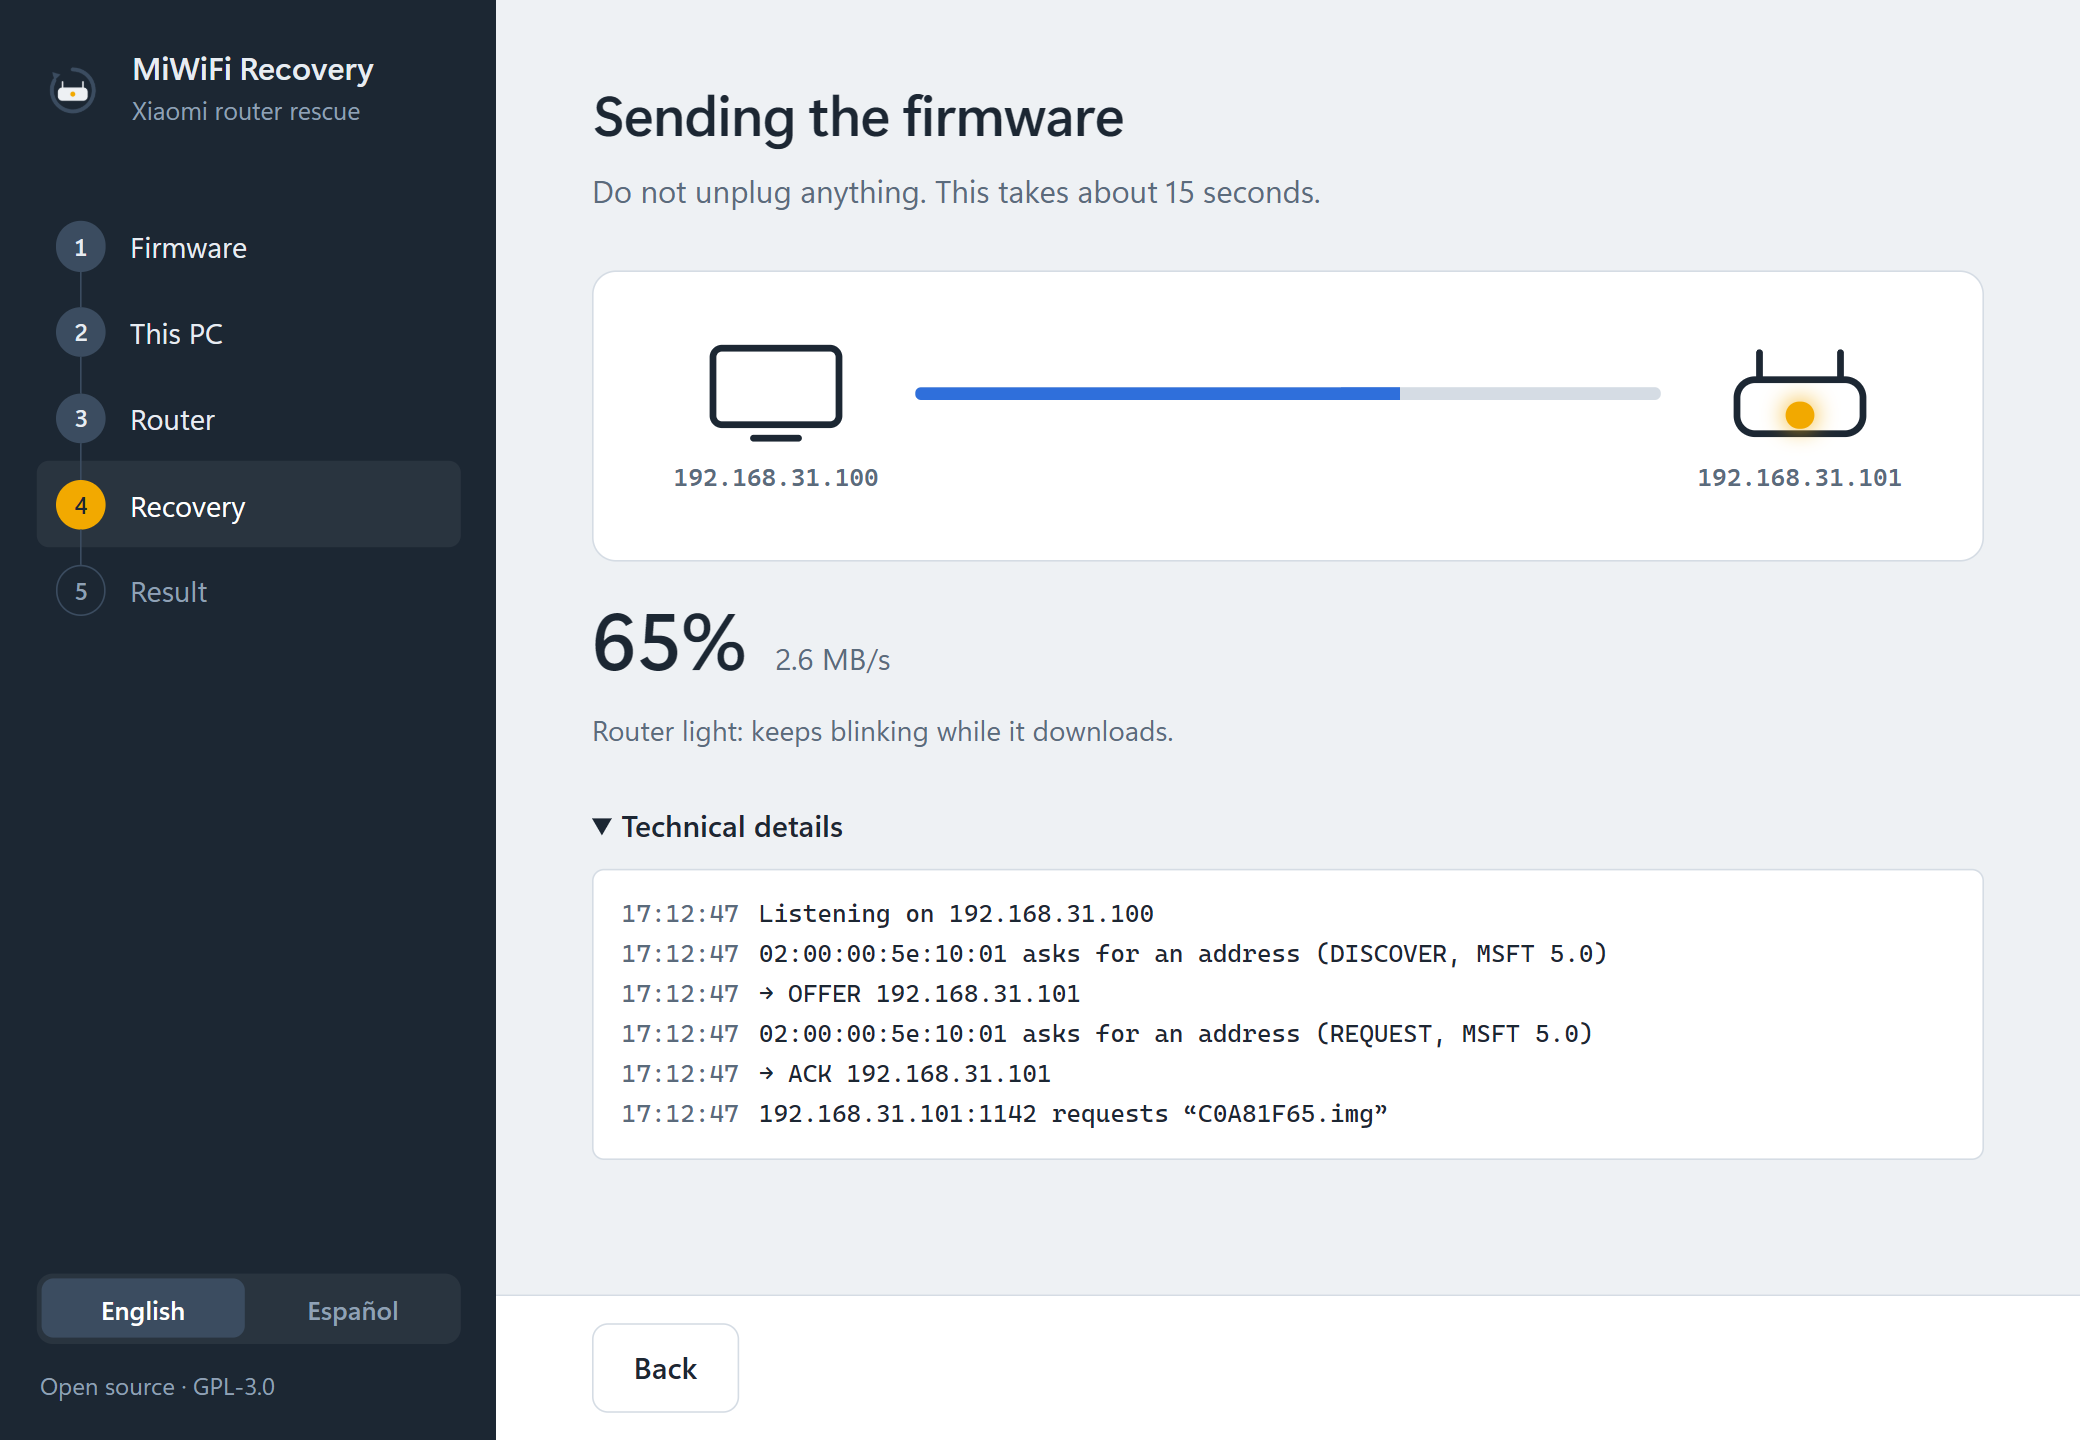 MiWiFi Recovery
Xiaomi router rescue
1 Firmware
2 This PC
3 Router
4 Recovery
5 Result
English Español
Open source · GPL-3.0
Sending the firmware
Do not unplug anything. This takes about 15 seconds.
192.168.31.100 192.168.31.101
65% 2.6 MB/s
Router light: keeps blinking while it downloads.
▼ Technical details
17:12:47 Listening on 192.168.31.100
17:12:47 02:00:00:5e:10:01 asks for an address (DISCOVER, MSFT 5.0)
17:12:47 → OFFER 192.168.31.101
17:12:47 02:00:00:5e:10:01 asks for an address (REQUEST, MSFT 5.0)
17:12:47 → ACK 192.168.31.101
17:12:47 192.168.31.101:1142 requests “C0A81F65.img”
Back